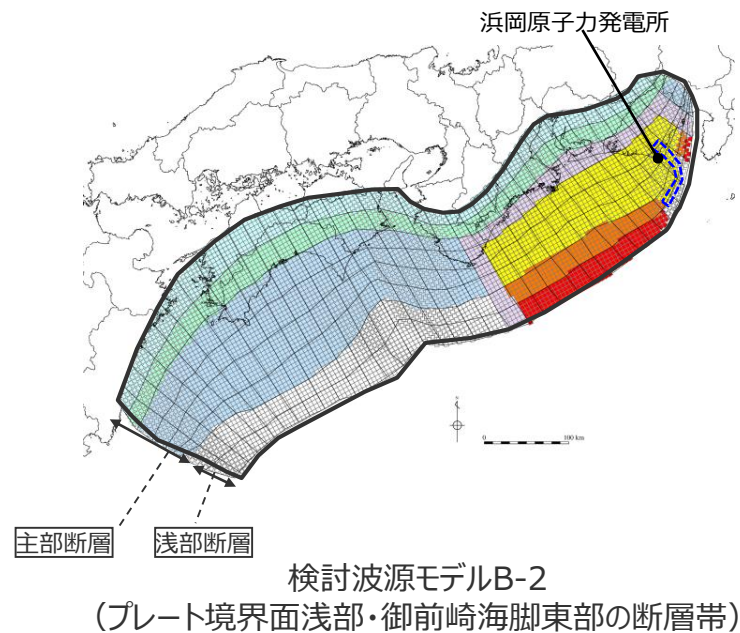 浜岡原子力発電所
0
100 km
主部断層
浅部断層
検討波源モデルB-2
(プレート境界面浅部・御前崎海脚東部の断層帯)